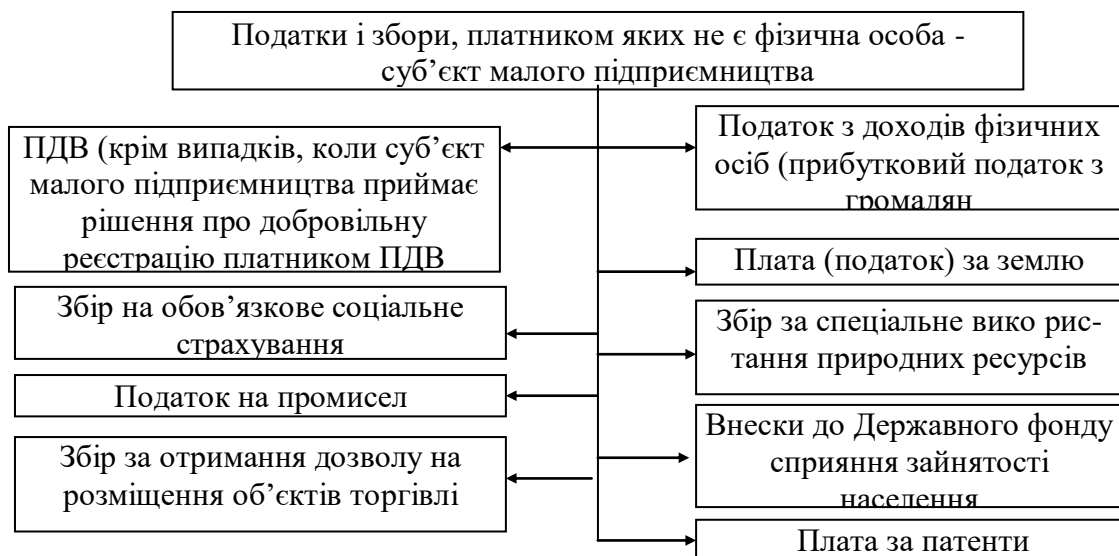 Податки і збори, платником яких не є фізична особа -
суб’єкт малого підприємництва
ПДВ (крім випадків, коли суб’єкт
малого підприємництва приймає
рішення про добровільну
реєстрацію платником ПДВ
Збір на обов’язкове соціальне
страхування
Податок на промисел
Збір за отримання дозволу на
розміщення об’єктів торгівлі
Податок з доходів фізичних
осіб (прибутковий податок з
громадян
Плата (податок) за землю
Збір за спеціальне вико рис-
тання природних ресурсів
Внески до Державного фонду
сприяння зайнятості
населення
Плата за патенти